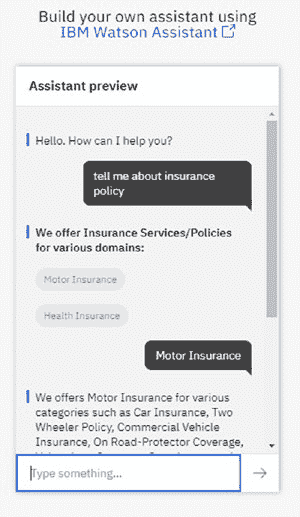 Build your own assistant using
IBM Watson Assistant
Assistant preview
Hello. How can I help you?
tell me about insurance
policy
We offer Insurance Services/Policies
for various domains:
Motor Insurance
Health Insurance
Motor Insurance
We offers Motor Insurance for various
categories such as Car Insurance, Two
Wheeler Policy, Commercial Vehicle
Insurance, On Road-Protector Coverage,
Type something...